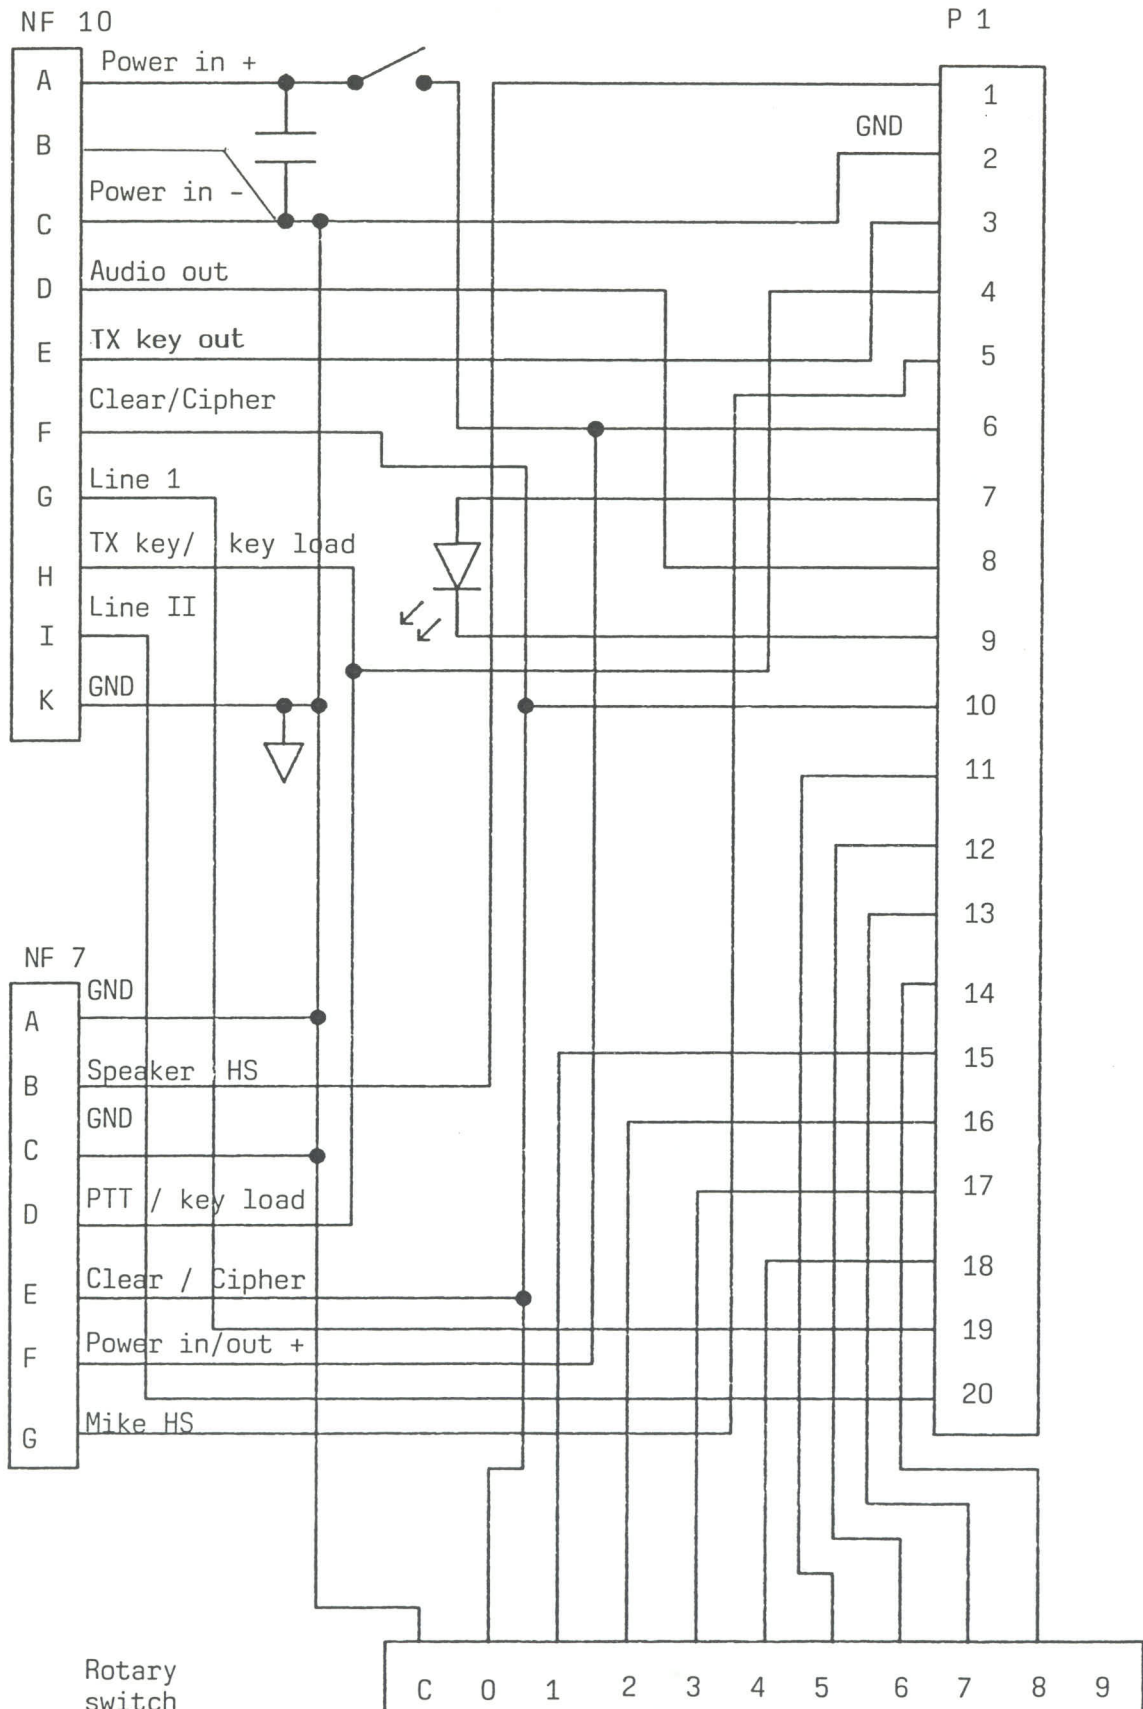 NF 10
P 1
A
Power in +
B
Power in -
C
D
Audio out
E
TX key out
F
Clear/Cipher
G
Line 1
H
TX key/ key load
I
Line II
K
GND
GND
1
2
3
4
5
6
7
8
9
10
11
12
13
14
15
16
17
18
19
20
NF 7
A
GND
B
Speaker HS
C
GND
D
PTT / key load
E
Clear / Cipher
F
Power in/out +
G
Mike HS
Rotary
switch
C 0 1 2 3 4 5 6 7 8 9